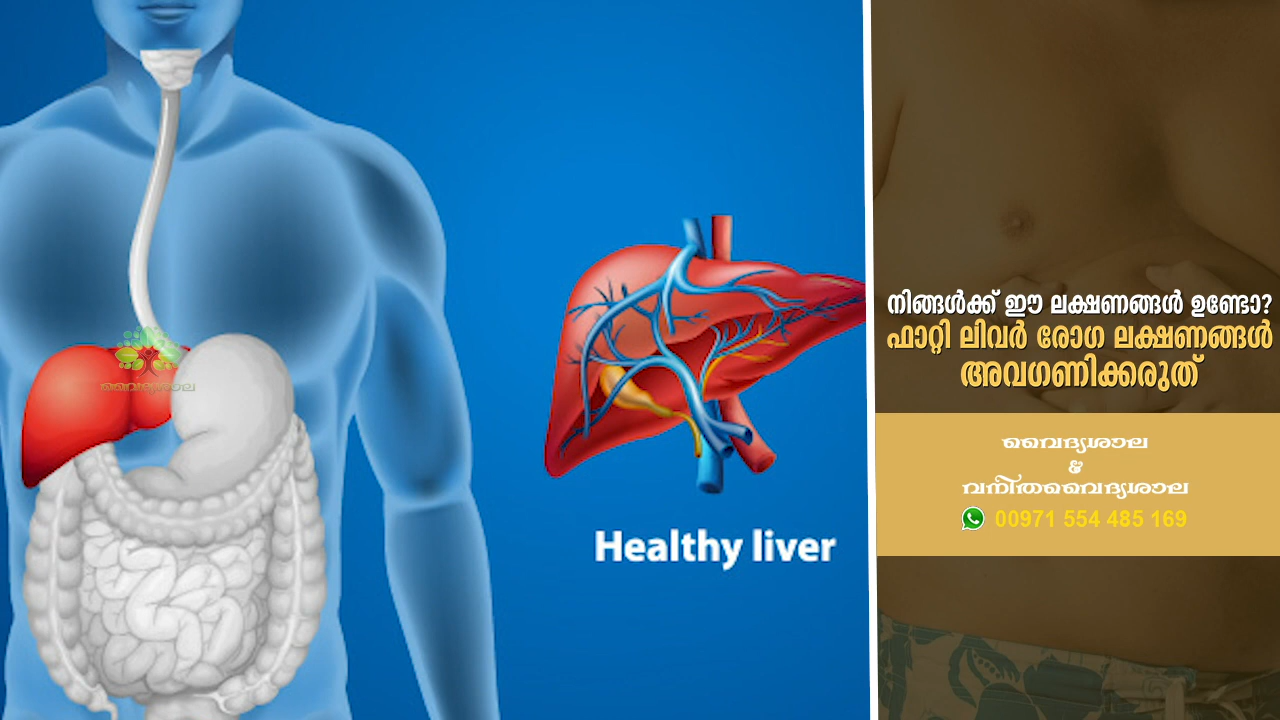 വൈദ്യശാല
Healthy liver
നിങ്ങൾക്ക് ഈ ലക്ഷണങ്ങൾ ഉണ്ടോ?
ഫാറ്റി ലിവർ രോഗ ലക്ഷണങ്ങൾ
അവഗണിക്കരുത്
വൈദ്യശാല
&
വനിതവൈദ്യശാല
00971 554 485 169